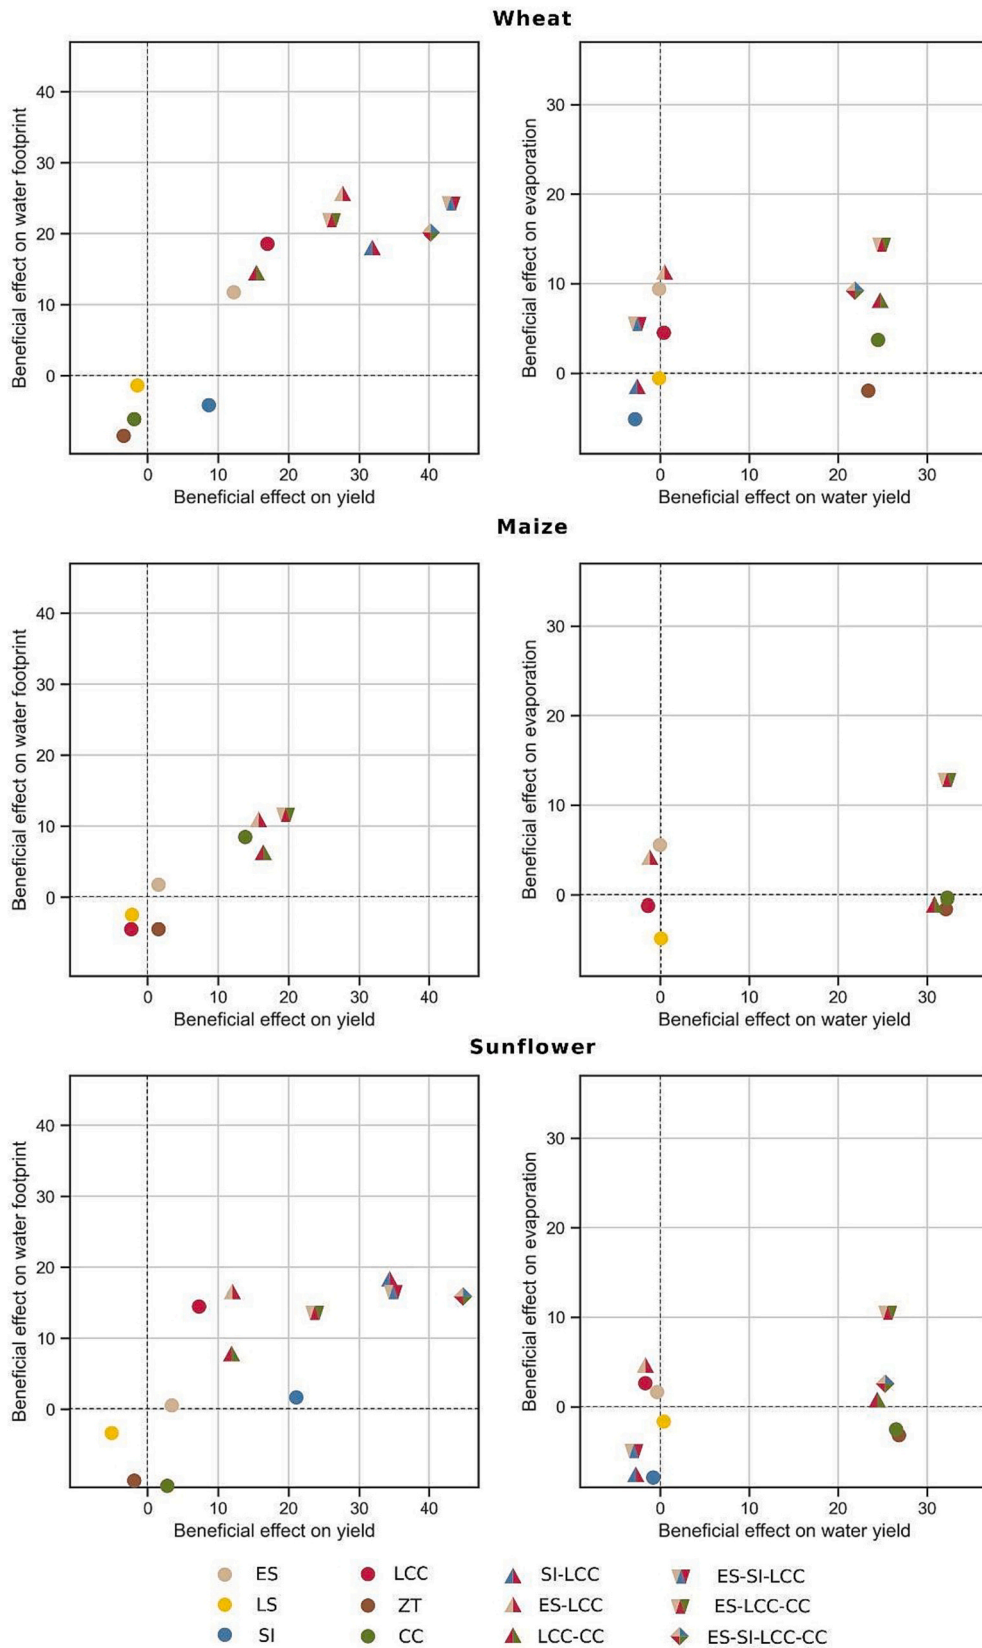 Wheat
Beneficial effect on water footprint
40
30
20
10
0
0 10 20 30 40
Beneficial effect on yield
Beneficial effect on evaporation
30
20
10
0
0 10 20 30
Beneficial effect on water yield
Maize
Beneficial effect on water footprint
40
30
20
10
0
0 10 20 30 40
Beneficial effect on yield
Beneficial effect on evaporation
30
20
10
0
0 10 20 30
Beneficial effect on water yield
Sunflower
Beneficial effect on water footprint
40
30
20
10
0
0 10 20 30 40
Beneficial effect on yield
Beneficial effect on evaporation
30
20
10
0
0 10 20 30
Beneficial effect on water yield
ES LCC SI-LCC ES-SI-LCC
LS ZT ES-LCC ES-LCC-CC
SI CC LCC-CC ES-SI-LCC-CC